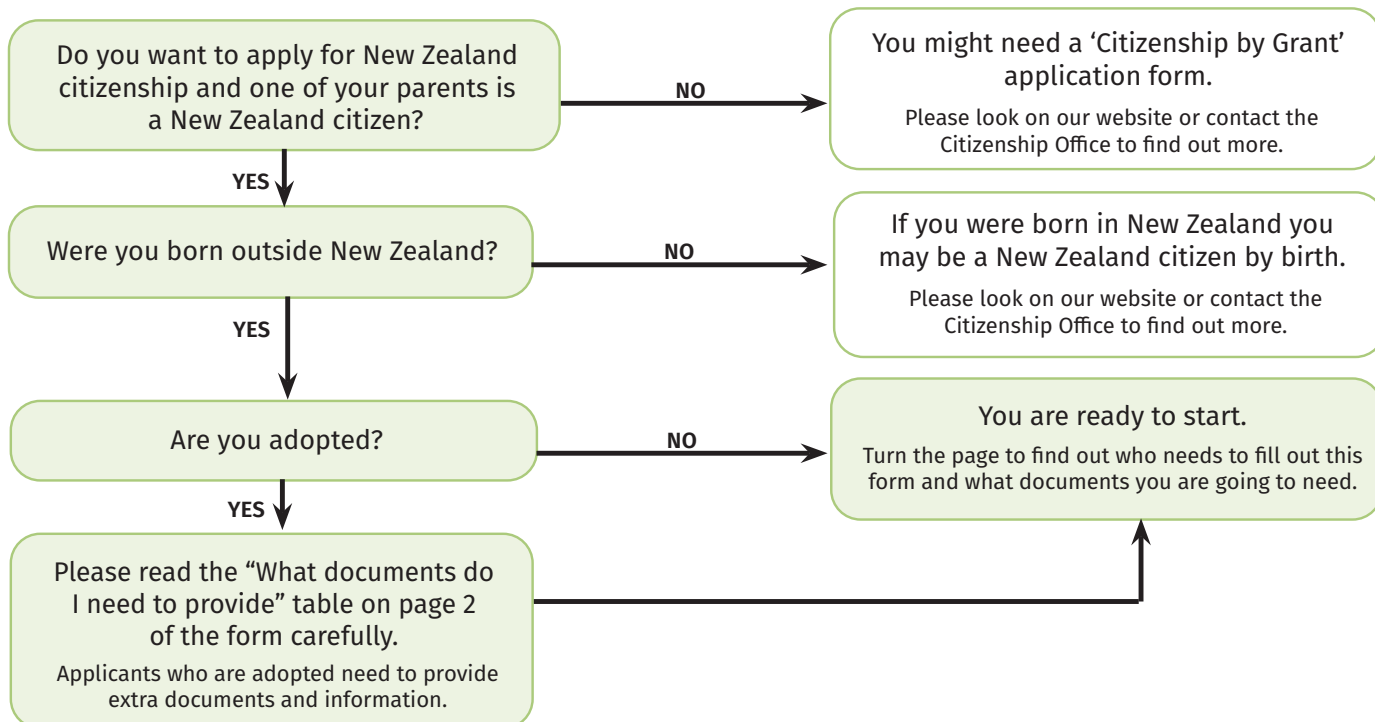 Do you want to apply for New Zealand
citizenship and one of your parents is
a New Zealand citizen?
NO
You might need a ‘Citizenship by Grant’
application form.
Please look on our website or contact the
Citizenship Office to find out more.
YES
Were you born outside New Zealand?
NO
If you were born in New Zealand you
may be a New Zealand citizen by birth.
Please look on our website or contact the
Citizenship Office to find out more.
YES
Are you adopted?
NO
You are ready to start.
Turn the page to find out who needs to fill out this
form and what documents you are going to need.
YES
Please read the “What documents do
I need to provide” table on page 2
of the form carefully.
Applicants who are adopted need to provide
extra documents and information.